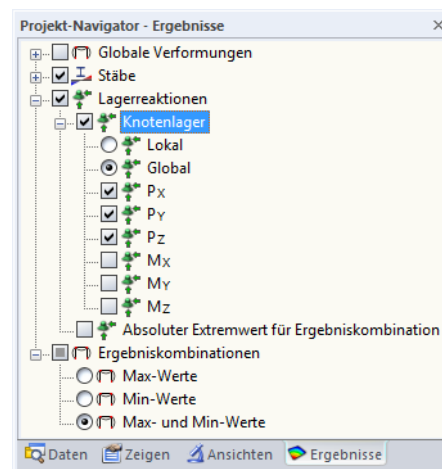 Projekt-Navigator - Ergebnisse
Globale Verformungen
Stäbe
Lagerreaktionen
Knotenlager
Lokal
Global
PX
PY
PZ
MX
MY
MZ
Absoluter Extremwert für Ergebniskombination
Ergebniskombinationen
Max-Werte
Min-Werte
Max- und Min-Werte
Daten Zeigen Ansichten Ergebnisse